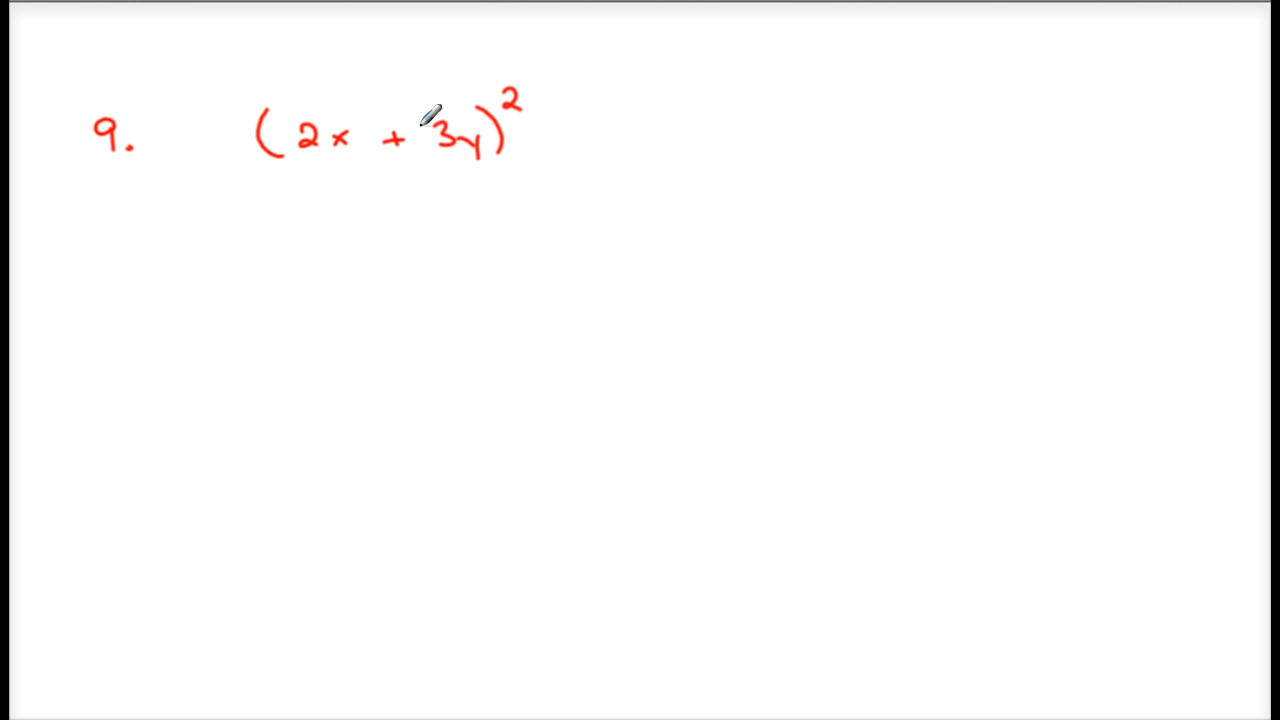 9. (2x + 3y)²